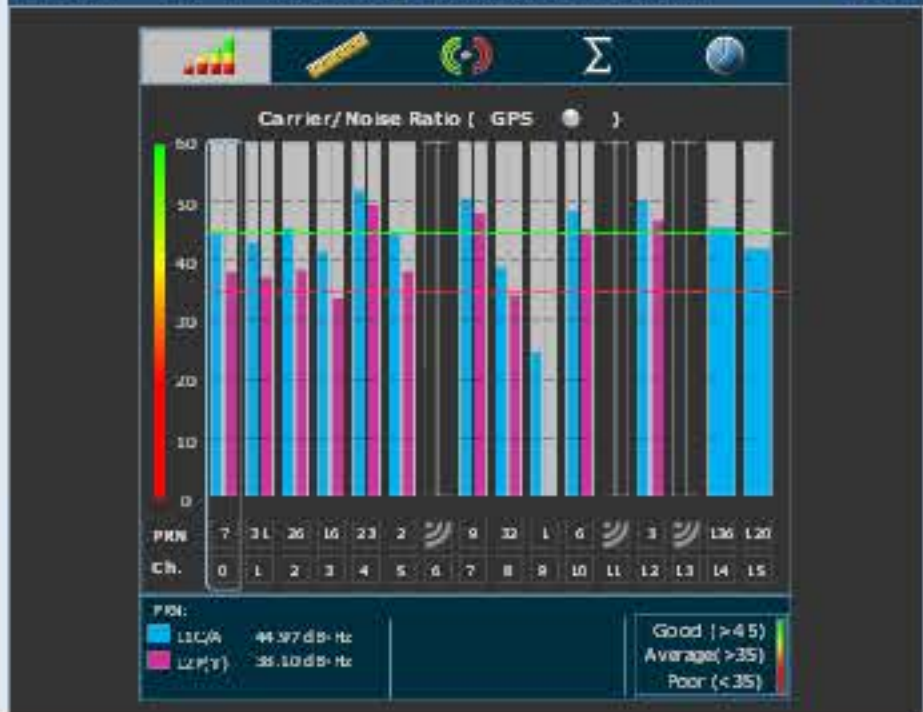 Σ
Carrier/Noise Ratio ( GPS )
60
50
40
30
20
10
0
PRN 7 31 26 16 23 2 9 32 1 6 3 136 120
Ch. 0 1 2 3 4 5 6 7 8 9 10 11 12 13 14 15
PRN:
L1C/A 44.97 dB-Hz
L2P(Y) 38.10 dB-Hz
Good (>45)
Average(>35)
Poor (<35)